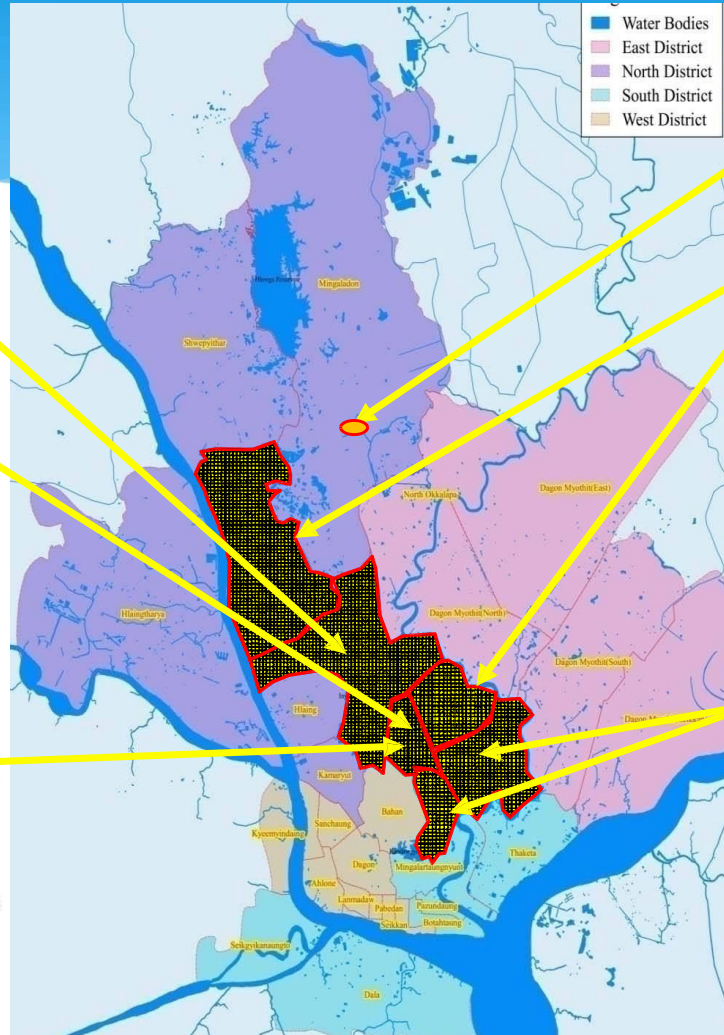 Water Bodies
East District
North District
South District
West District
Mingaladon
Shwepyithar
North Okkalapa
Dagon Myothit(East)
Hlaingtharya
Dagon Myothit(North)
Dagon Myothit(South)
Hlaing
Kamaryut
Bahan
Kyeemyindaing
Sanchaung
Dagon
Mingalartaungnyunt
Thaketa
Ahlone
Lanmadaw
Pabedan
Pazundaung
Seikkan
Botahtaung
Seikgyikanaungto
Dala